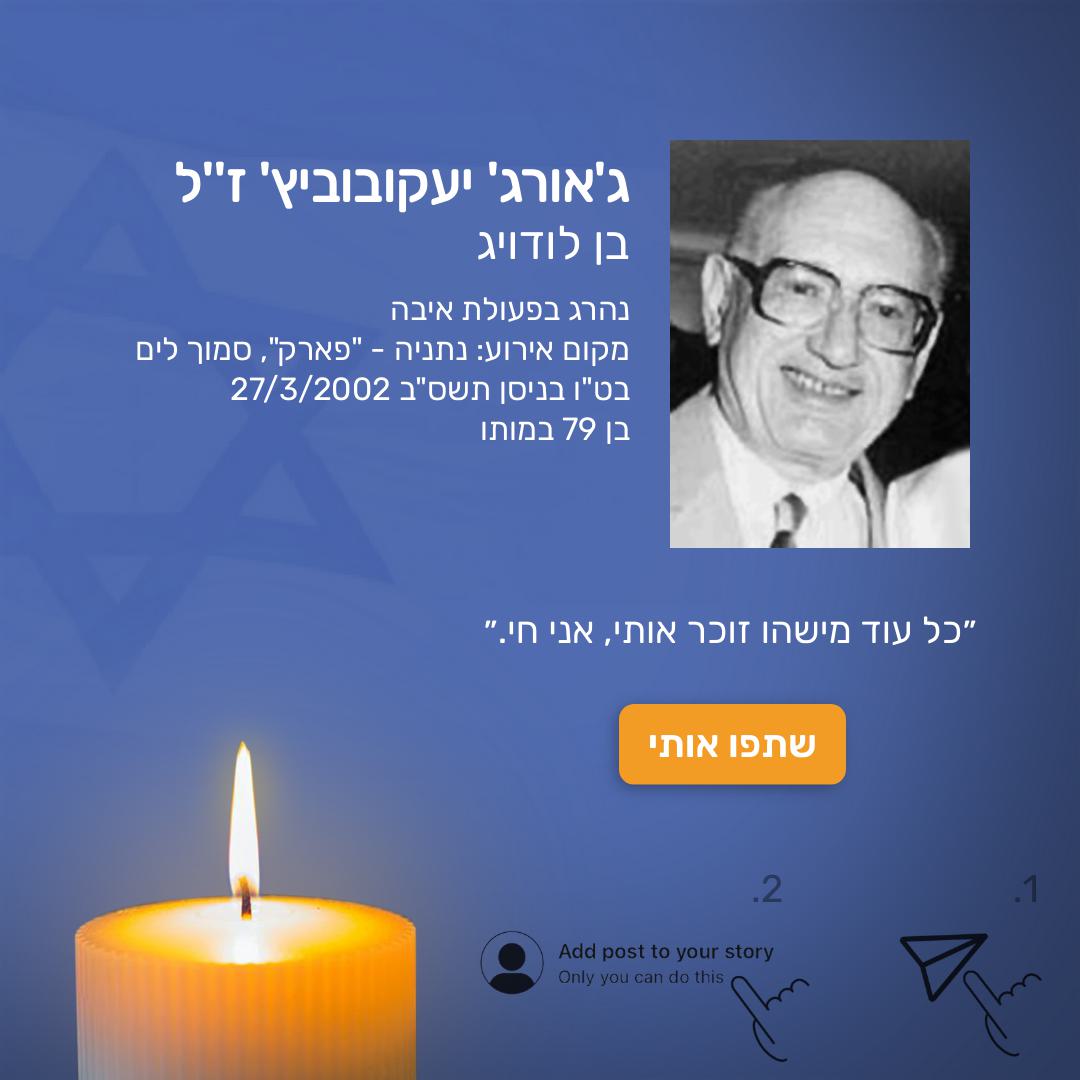 ג'אורג' יעקובוביץ' ז''ל
בן לודויג
נהרג בפעולת איבה
מקום אירוע: נתניה - "פארק", סמוך לים
בט"ו בניסן תשס"ב 27/3/2002
בן 79 במותו
״כל עוד מישהו זוכר אותי, אני חי.״
שתפו אותי
.1
.2
Add post to your story
Only you can do this